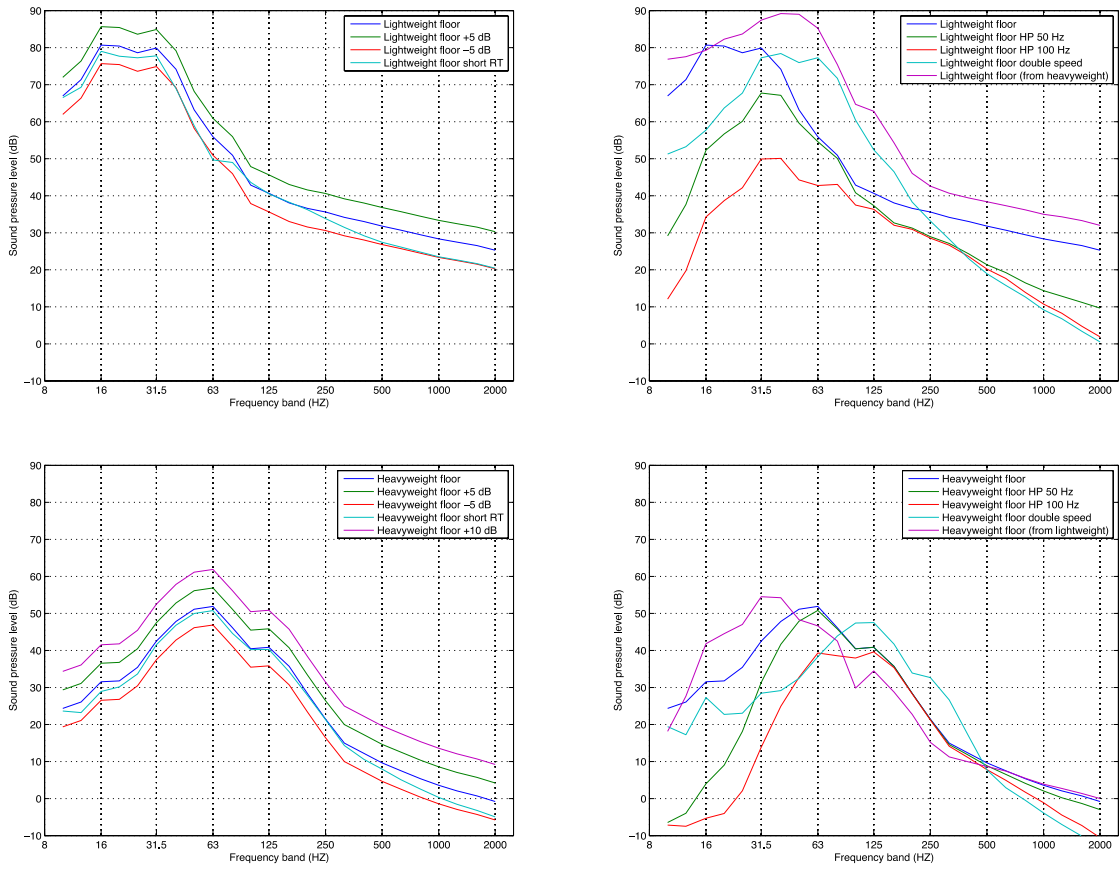 90
80
70
60
50
40
30
20
10
0
−10
Sound pressure level (dB)
8 16 31.5 63 125 250 500 1000 2000
Frequency band (HZ)
Lightweight floor
Lightweight floor +5 dB
Lightweight floor −5 dB
Lightweight floor short RT
90
80
70
60
50
40
30
20
10
0
−10
Sound pressure level (dB)
8 16 31.5 63 125 250 500 1000 2000
Frequency band (HZ)
Lightweight floor
Lightweight floor HP 50 Hz
Lightweight floor HP 100 Hz
Lightweight floor double speed
Lightweight floor (from heavyweight)
90
80
70
60
50
40
30
20
10
0
−10
Sound pressure level (dB)
8 16 31.5 63 125 250 500 1000 2000
Frequency band (HZ)
Heavyweight floor
Heavyweight floor +5 dB
Heavyweight floor −5 dB
Heavyweight floor short RT
Heavyweight floor +10 dB
90
80
70
60
50
40
30
20
10
0
−10
Sound pressure level (dB)
8 16 31.5 63 125 250 500 1000 2000
Frequency band (HZ)
Heavyweight floor
Heavyweight floor HP 50 Hz
Heavyweight floor HP 100 Hz
Heavyweight floor double speed
Heavyweight floor (from lightweight)